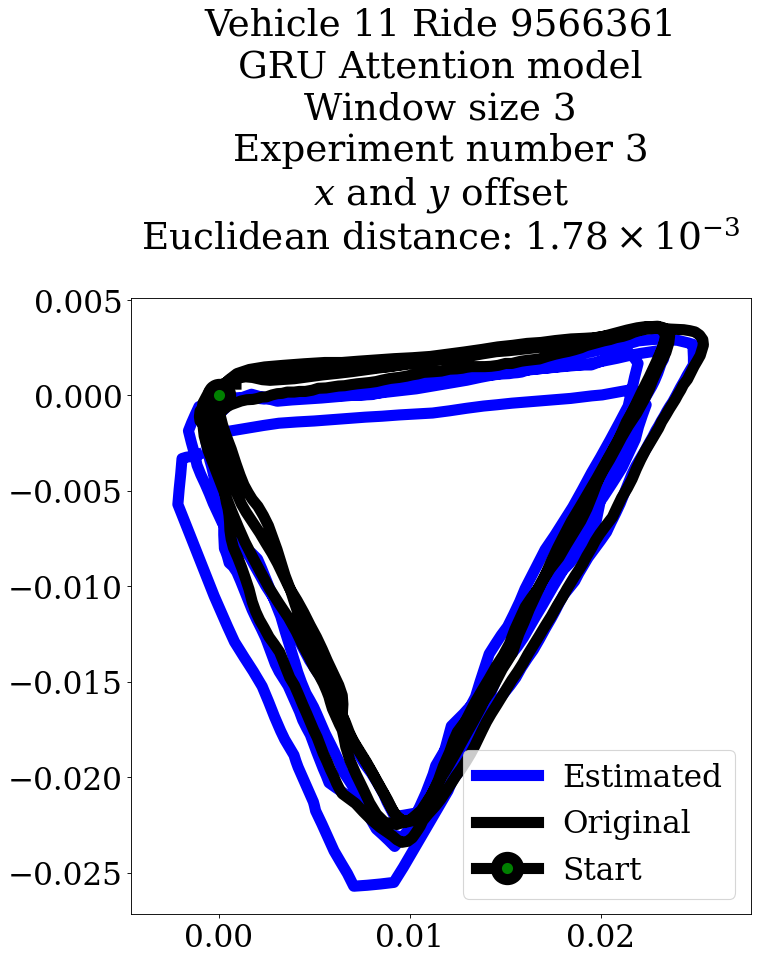 Vehicle 11 Ride 9566361
GRU Attention model
Window size 3
Experiment number 3
x and y offset
Euclidean distance: 1.78 × 10⁻³
0.005
0.000
−0.005
−0.010
−0.015
−0.020
−0.025
0.00 0.01 0.02
Estimated
Original
Start